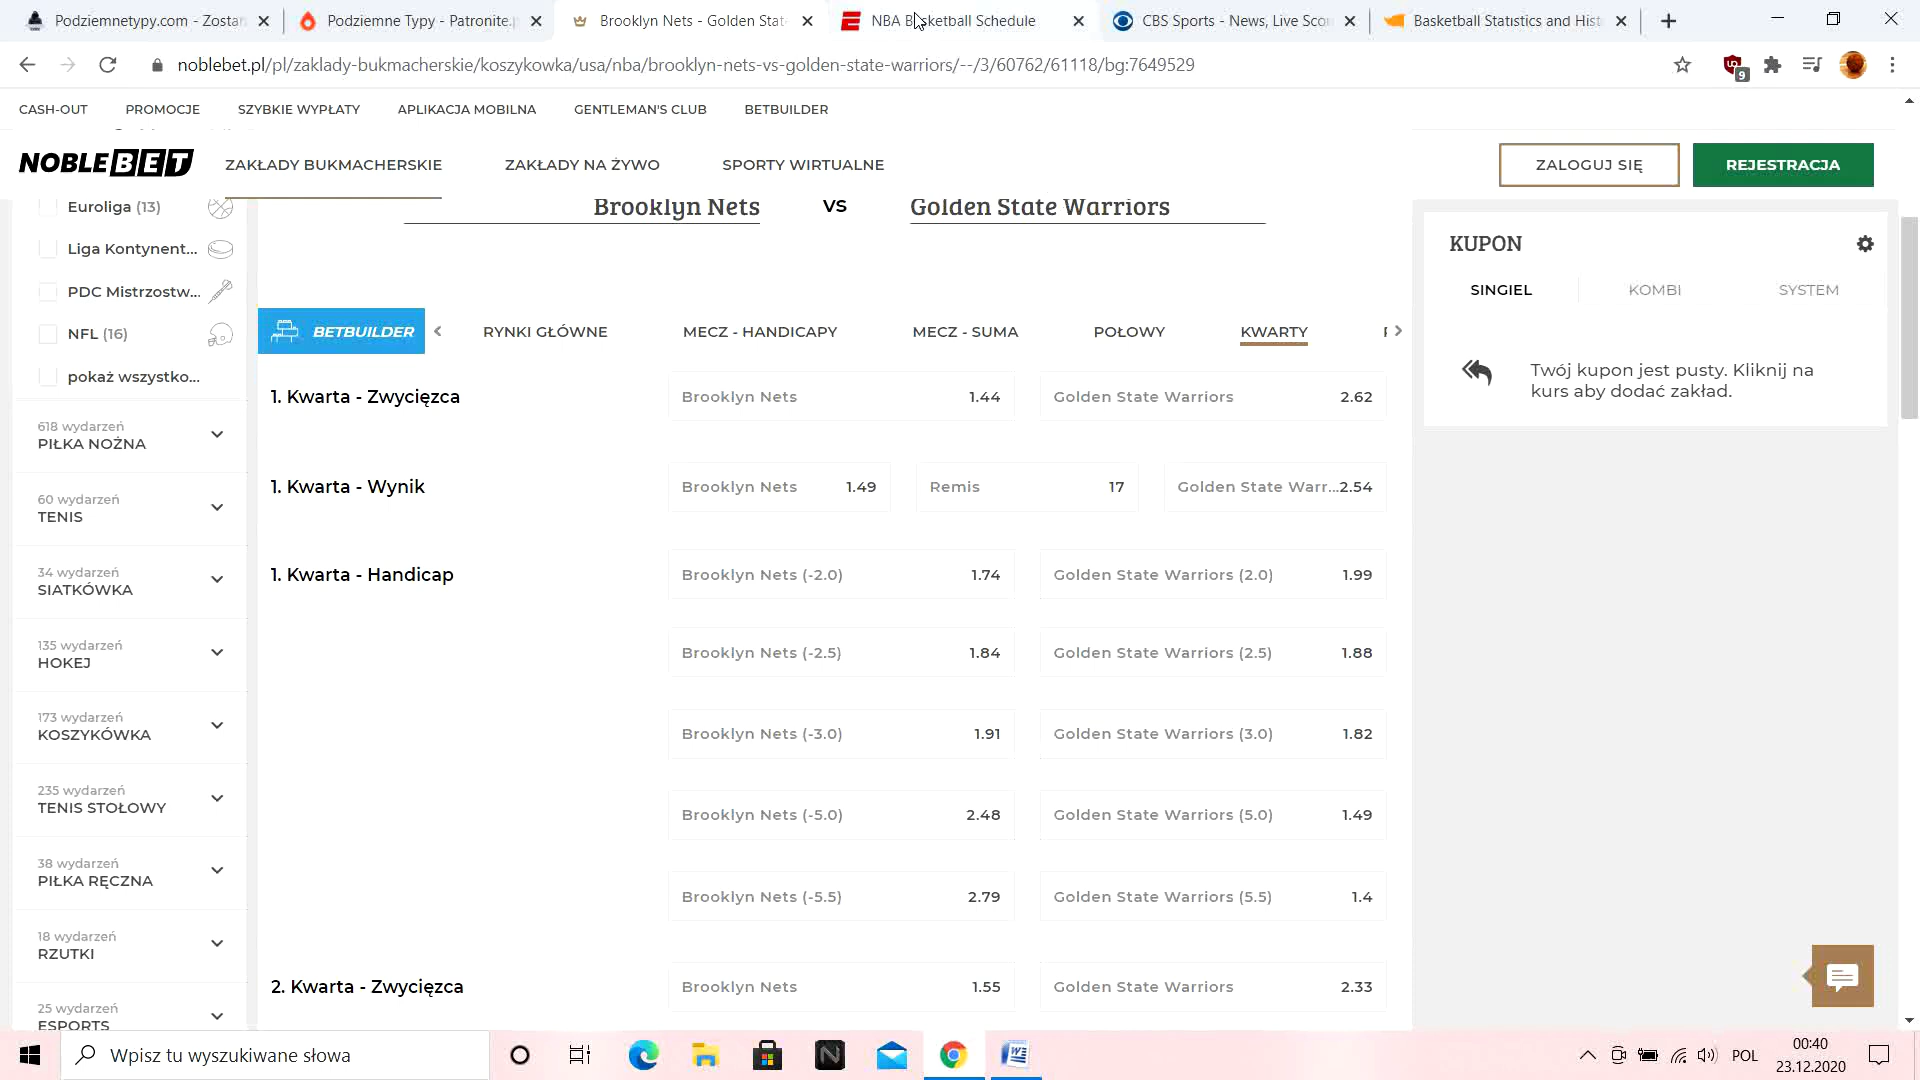 Podziemnetypy.com - Zostań
Podziemne Typy - Patronite.p
Brooklyn Nets - Golden Stat
NBA Basketball Schedule
CBS Sports - News, Live Scor
Basketball Statistics and Hist
noblebet.pl/pl/zaklady-bukmacherskie/koszykowka/usa/nba/brooklyn-nets-vs-golden-state-warriors/--/3/60762/61118/bg:7649529
9
CASH-OUT PROMOCJE SZYBKIE WYPŁATY APLIKACJA MOBILNA GENTLEMAN'S CLUB BETBUILDER
NOBLEBET
ZAKŁADY BUKMACHERSKIE ZAKŁADY NA ŻYWO SPORTY WIRTUALNE
ZALOGUJ SIĘ REJESTRACJA
Euroliga (13)
Liga Kontynent...
PDC Mistrzostw...
NFL (16)
pokaż wszystko...
618 wydarzeń
PIŁKA NOŻNA
60 wydarzeń
TENIS
34 wydarzeń
SIATKÓWKA
135 wydarzeń
HOKEJ
173 wydarzeń
KOSZYKÓWKA
235 wydarzeń
TENIS STOŁOWY
38 wydarzeń
PIŁKA RĘCZNA
18 wydarzeń
RZUTKI
25 wydarzeń
ESPORTS
Brooklyn Nets VS Golden State Warriors
BETBUILDER RYNKI GŁÓWNE MECZ - HANDICAPY MECZ - SUMA POŁOWY KWARTY
1. Kwarta - Zwycięzca Brooklyn Nets 1.44 Golden State Warriors 2.62
1. Kwarta - Wynik Brooklyn Nets 1.49 Remis 17 Golden State Warr...2.54
1. Kwarta - Handicap Brooklyn Nets (-2.0) 1.74 Golden State Warriors (2.0) 1.99
Brooklyn Nets (-2.5) 1.84 Golden State Warriors (2.5) 1.88
Brooklyn Nets (-3.0) 1.91 Golden State Warriors (3.0) 1.82
Brooklyn Nets (-5.0) 2.48 Golden State Warriors (5.0) 1.49
Brooklyn Nets (-5.5) 2.79 Golden State Warriors (5.5) 1.4
2. Kwarta - Zwycięzca Brooklyn Nets 1.55 Golden State Warriors 2.33
KUPON
SINGIEL KOMBI SYSTEM
Twój kupon jest pusty. Kliknij na
kurs aby dodać zakład.
Wpisz tu wyszukiwane słowa
POL
00:40
23.12.2020